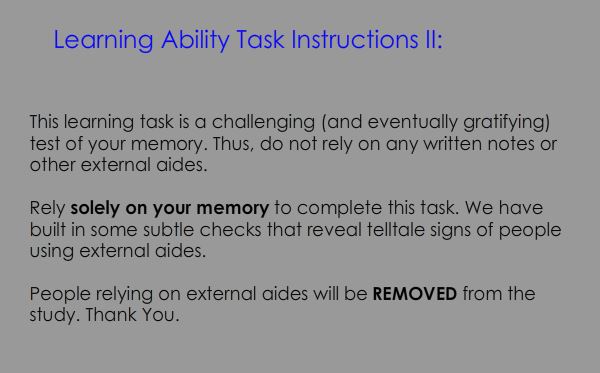 Learning Ability Task Instructions II:
This learning task is a challenging (and eventually gratifying)
test of your memory. Thus, do not rely on any written notes or
other external aides.
Rely solely on your memory to complete this task. We have
built in some subtle checks that reveal telltale signs of people
using external aides.
People relying on external aides will be REMOVED from the
study. Thank You.